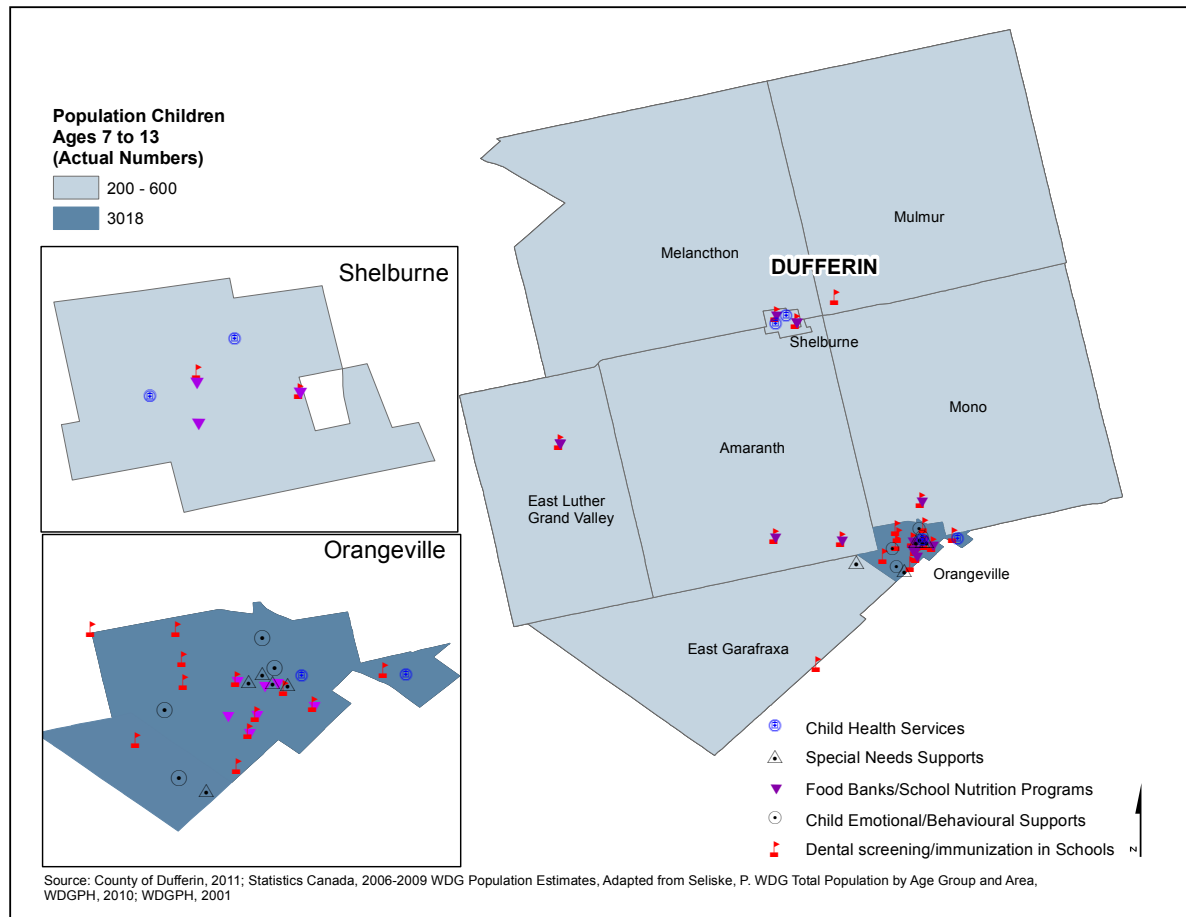 Population Children
Ages 7 to 13
(Actual Numbers)
200 - 600
3018
Shelburne
Orangeville
Mulmur
Melancthon
DUFFERIN
Shelburne
Mono
Amaranth
East Luther
Grand Valley
Orangeville
East Garafraxa
Child Health Services
Special Needs Supports
Food Banks/School Nutrition Programs
Child Emotional/Behavioural Supports
Dental screening/immunization in Schools
N
Source: County of Dufferin, 2011; Statistics Canada, 2006-2009 WDG Population Estimates, Adapted from Seliske, P. WDG Total Population by Age Group and Area,
WDGPH, 2010; WDGPH, 2001